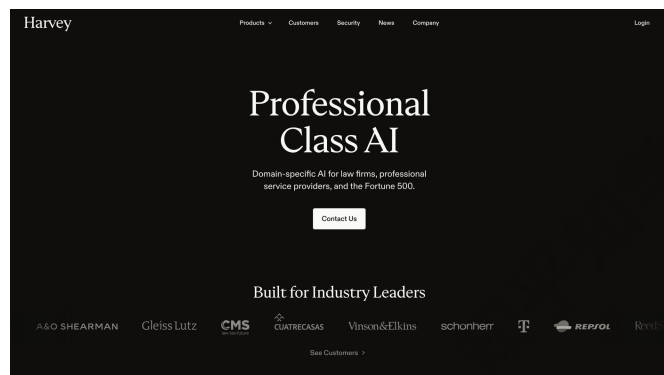 Harvey
Products Customers Security News Company
Login
Professional
Class AI
Domain-specific AI for law firms, professional
service providers, and the Fortune 500.
Contact Us
Built for Industry Leaders
A&O SHEARMAN Gleiss Lutz CMS CUATRECASAS Vinson&Elkins schonherr T REPSOL Reed
See Customers